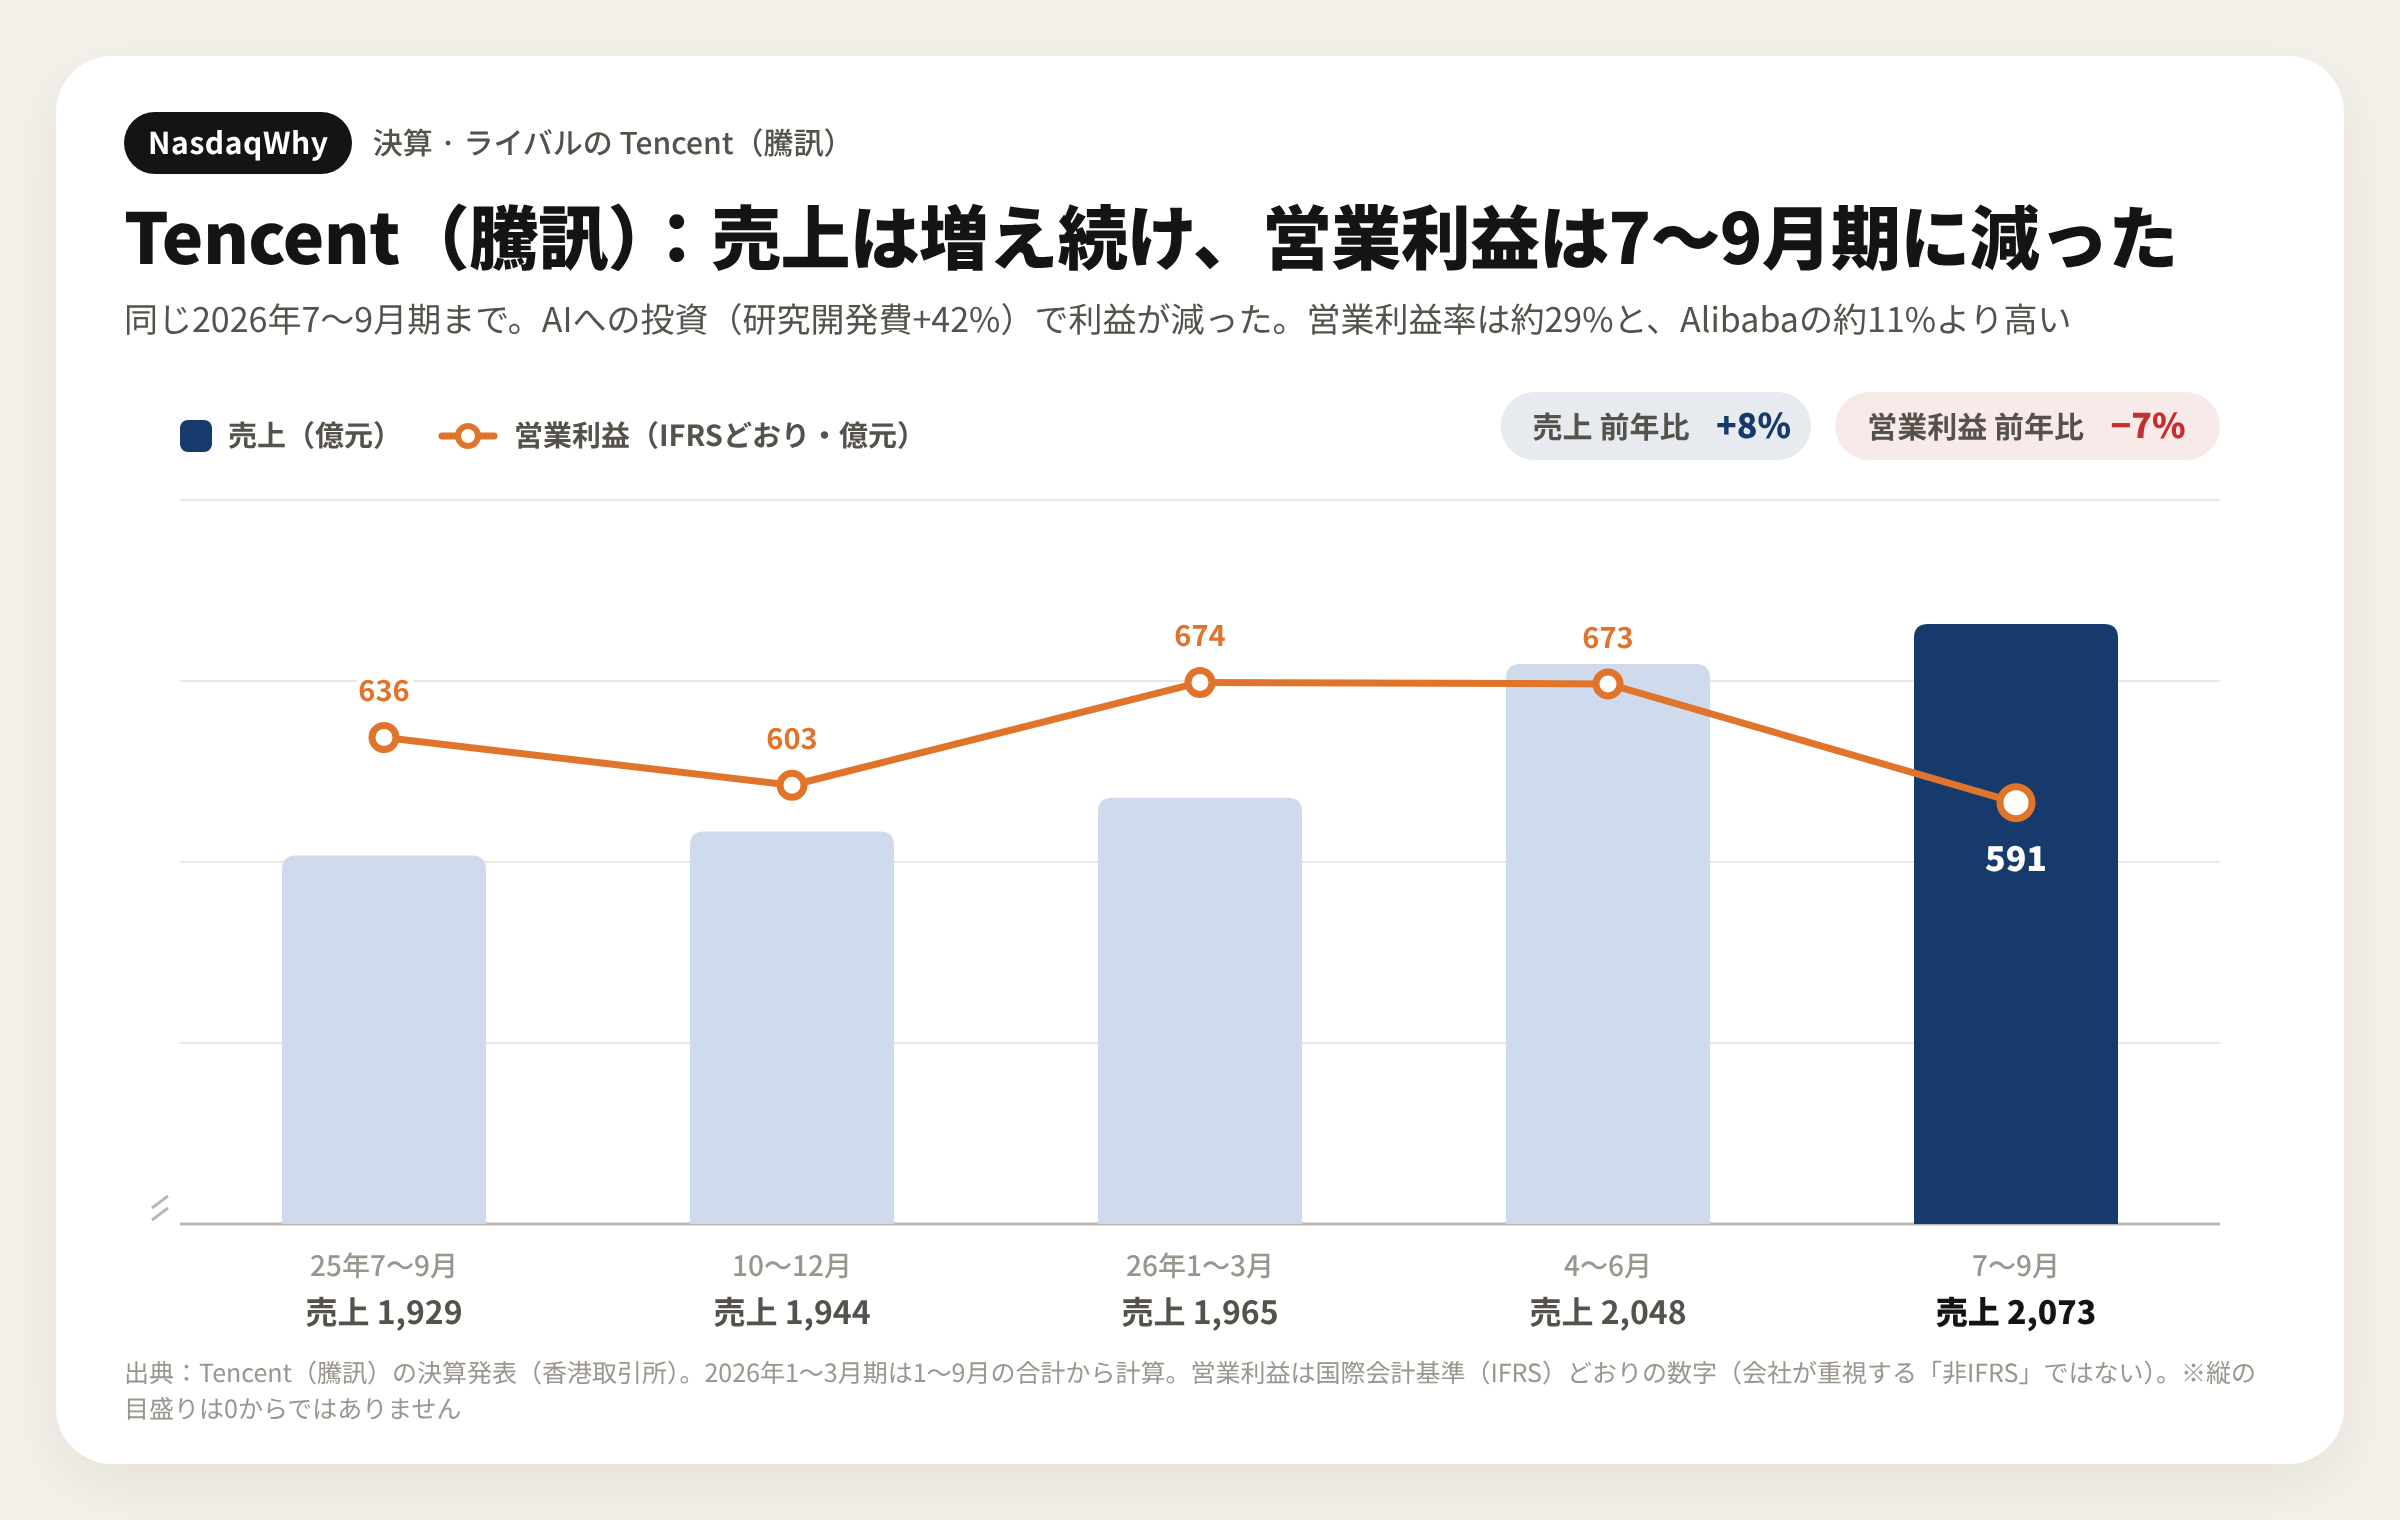 NasdaqWhy 決算・ライバルの Tencent（騰訊）
Tencent（騰訊）：売上は増え続け、営業利益は7〜9月期に減った
同じ2026年7〜9月期まで。AIへの投資（研究開発費+42%）で利益が減った。営業利益率は約29%と、Alibabaの約11%より高い
売上（億元） 営業利益（IFRSどおり・億元） 売上 前年比 +8% 営業利益 前年比 −7%
636
603
674
673
591
25年7〜9月 10〜12月 26年1〜3月 4〜6月 7〜9月
売上 1,929 売上 1,944 売上 1,965 売上 2,048 売上 2,073
出典：Tencent（騰訊）の決算発表（香港取引所）。2026年1〜3月期は1〜9月の合計から計算。営業利益は国際会計基準（IFRS）どおりの数字（会社が重視する「非IFRS」ではない）。※縦の
目盛りは0からではありません